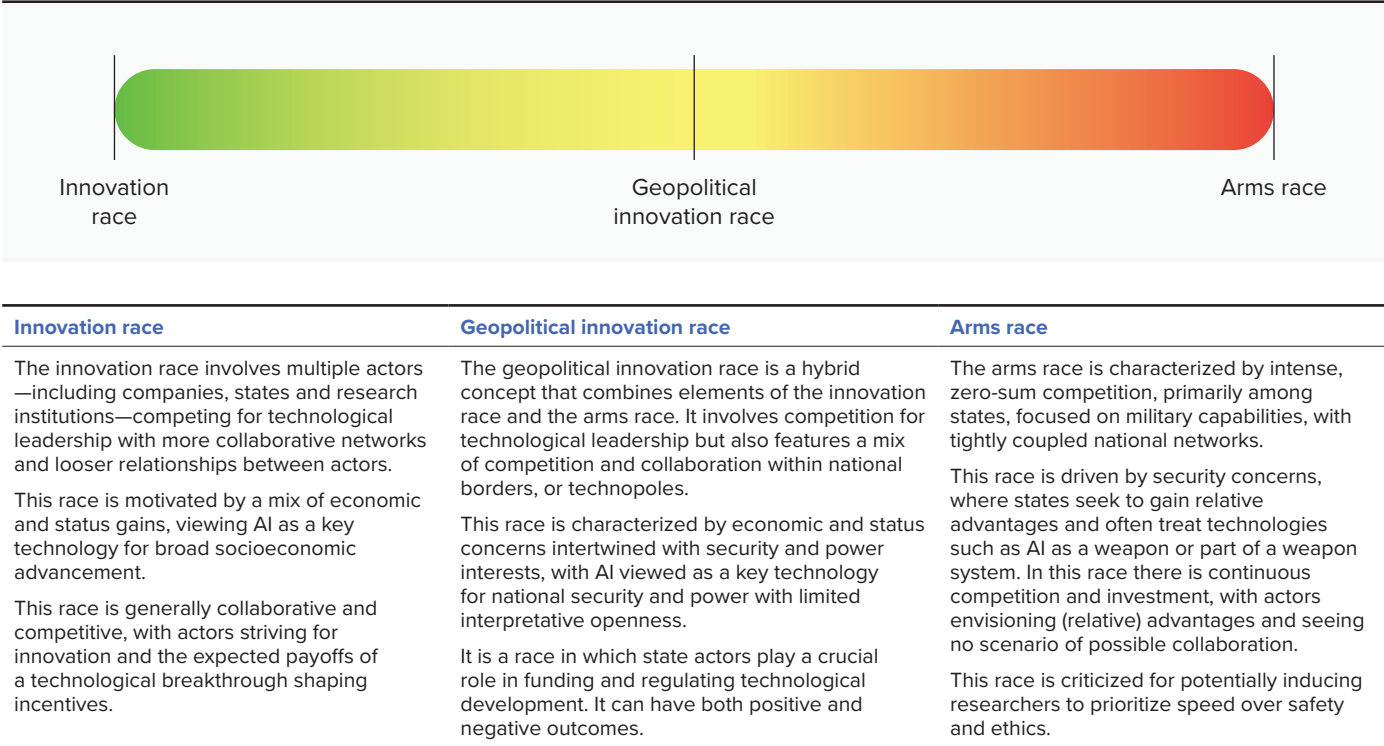 Innovation
race
Geopolitical
innovation race
Arms race
Innovation race
The innovation race involves multiple actors
—including companies, states and research
institutions—competing for technological
leadership with more collaborative networks
and looser relationships between actors.
This race is motivated by a mix of economic
and status gains, viewing AI as a key
technology for broad socioeconomic
advancement.
This race is generally collaborative and
competitive, with actors striving for
innovation and the expected payoffs of
a technological breakthrough shaping
incentives.
Geopolitical innovation race
The geopolitical innovation race is a hybrid
concept that combines elements of the innovation
race and the arms race. It involves competition for
technological leadership but also features a mix
of competition and collaboration within national
borders, or technopoles.
This race is characterized by economic and status
concerns intertwined with security and power
interests, with AI viewed as a key technology
for national security and power with limited
interpretative openness.
It is a race in which state actors play a crucial
role in funding and regulating technological
development. It can have both positive and
negative outcomes.
Arms race
The arms race is characterized by intense,
zero-sum competition, primarily among
states, focused on military capabilities, with
tightly coupled national networks.
This race is driven by security concerns,
where states seek to gain relative
advantages and often treat technologies
such as AI as a weapon or part of a weapon
system. In this race there is continuous
competition and investment, with actors
envisioning (relative) advantages and seeing
no scenario of possible collaboration.
This race is criticized for potentially inducing
researchers to prioritize speed over safety
and ethics.